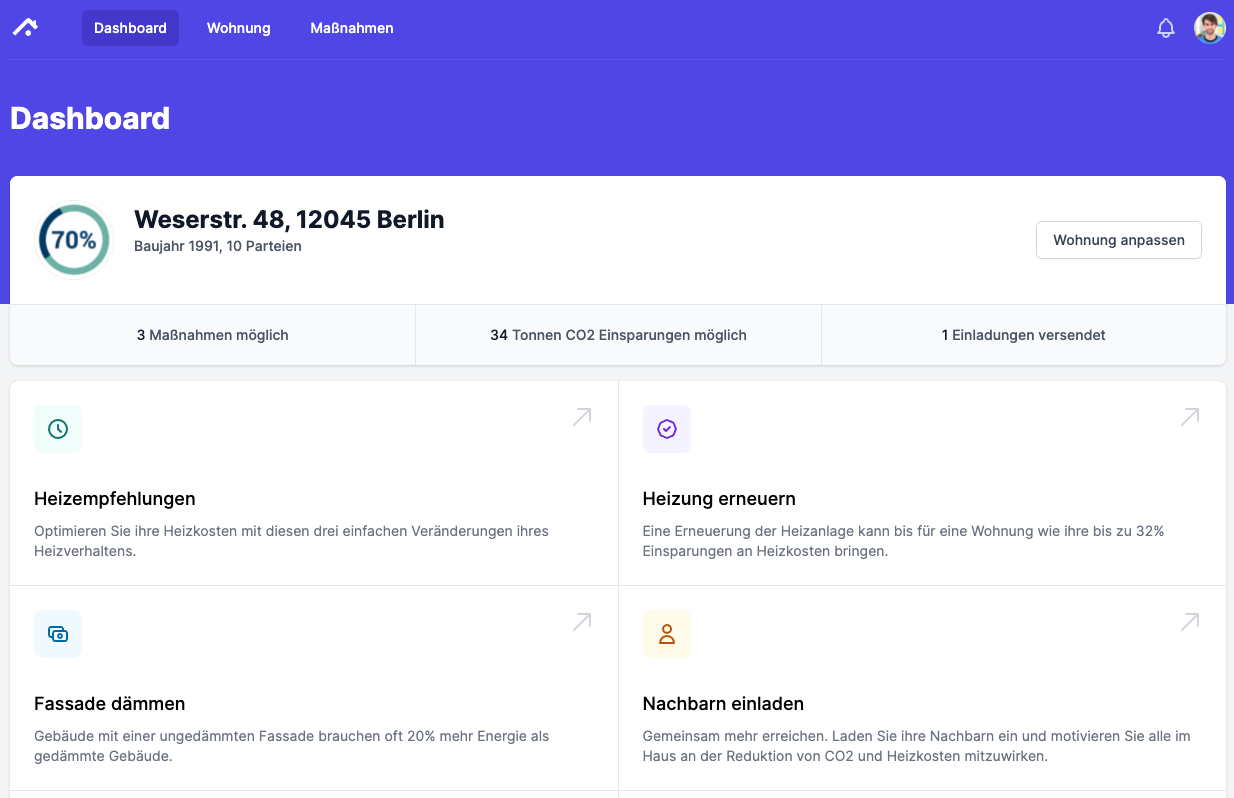 Dashboard
Wohnung
Maßnahmen
Dashboard
70%
Weserstr. 48, 12045 Berlin
Baujahr 1991, 10 Parteien
Wohnung anpassen
3 Maßnahmen möglich
34 Tonnen CO2 Einsparungen möglich
1 Einladungen versendet
Heizempfehlungen
Optimieren Sie ihre Heizkosten mit diesen drei einfachen Veränderungen ihres
Heizverhaltens.
Heizung erneuern
Eine Erneuerung der Heizanlage kann bis für eine Wohnung wie ihre bis zu 32%
Einsparungen an Heizkosten bringen.
Fassade dämmen
Gebäude mit einer ungedämmten Fassade brauchen oft 20% mehr Energie als
gedämmte Gebäude.
Nachbarn einladen
Gemeinsam mehr erreichen. Laden Sie ihre Nachbarn ein und motivieren Sie alle im
Haus an der Reduktion von CO2 und Heizkosten mitzuwirken.